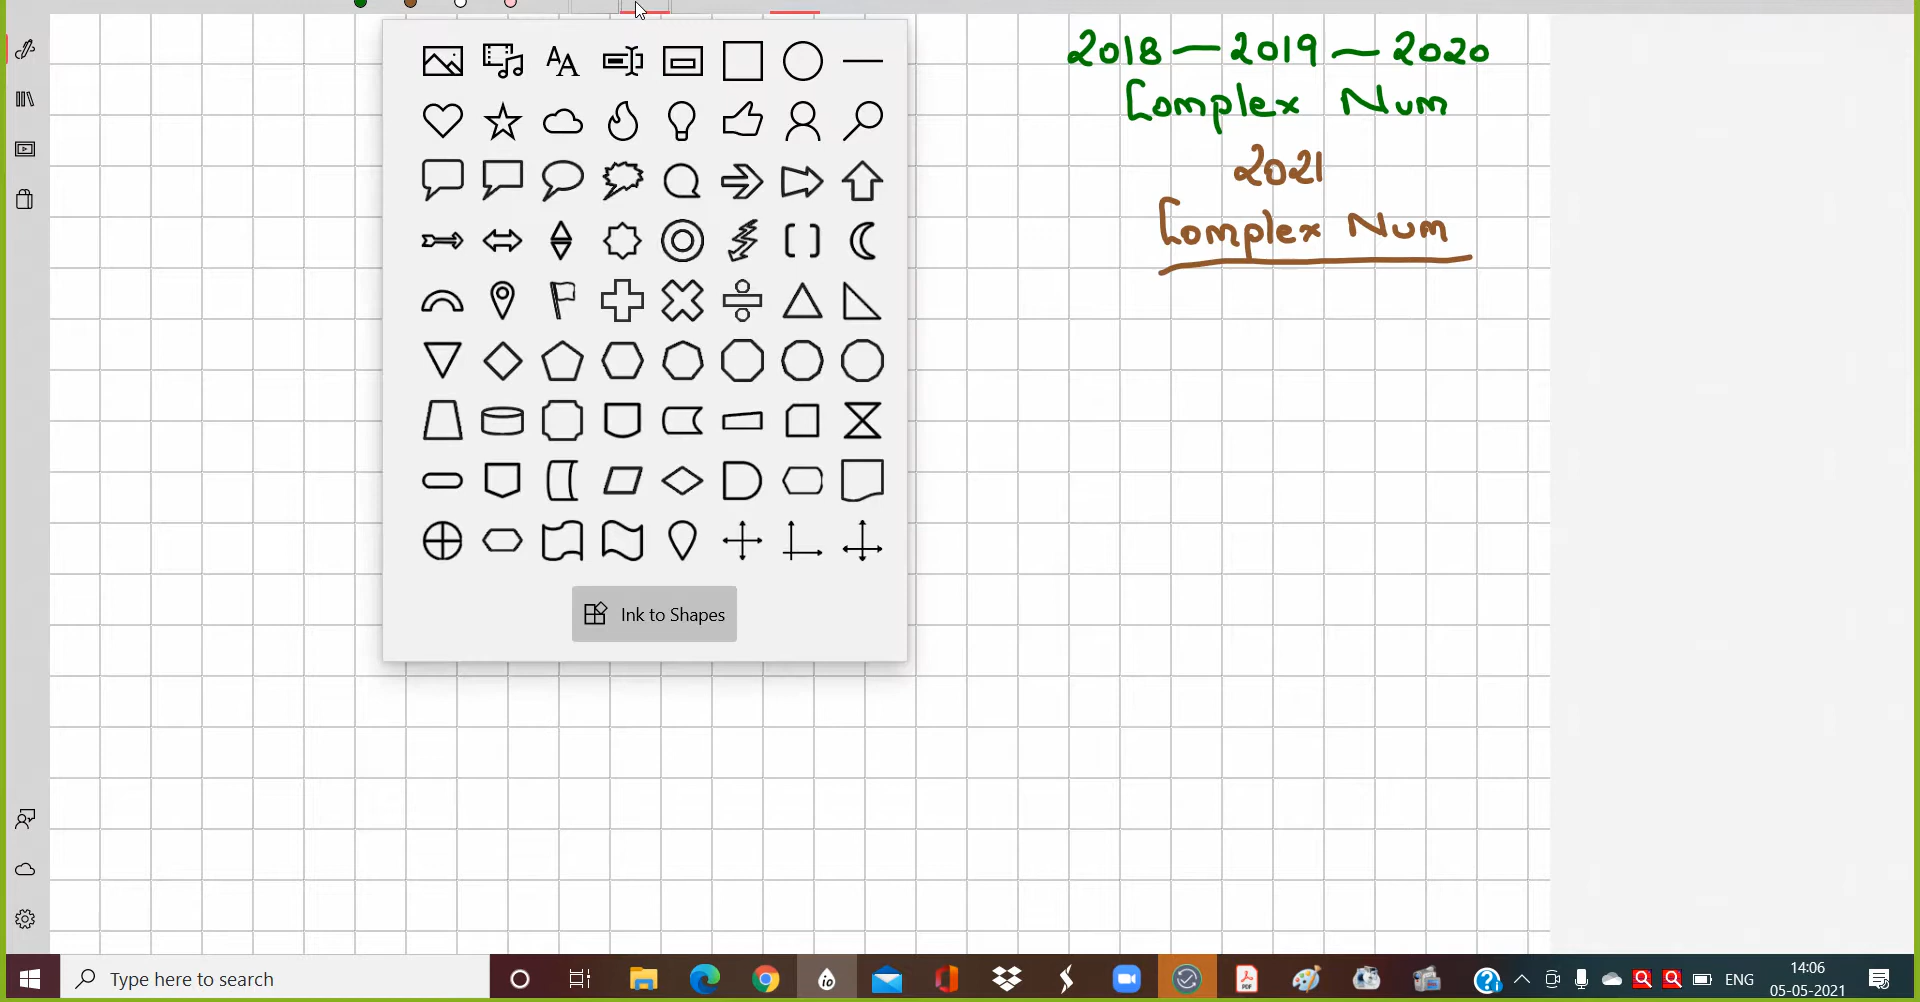 2018 — 2019 — 2020
Complex Num
2021
Complex Num
Ink to Shapes
Type here to search
ENG
14:06
05-05-2021